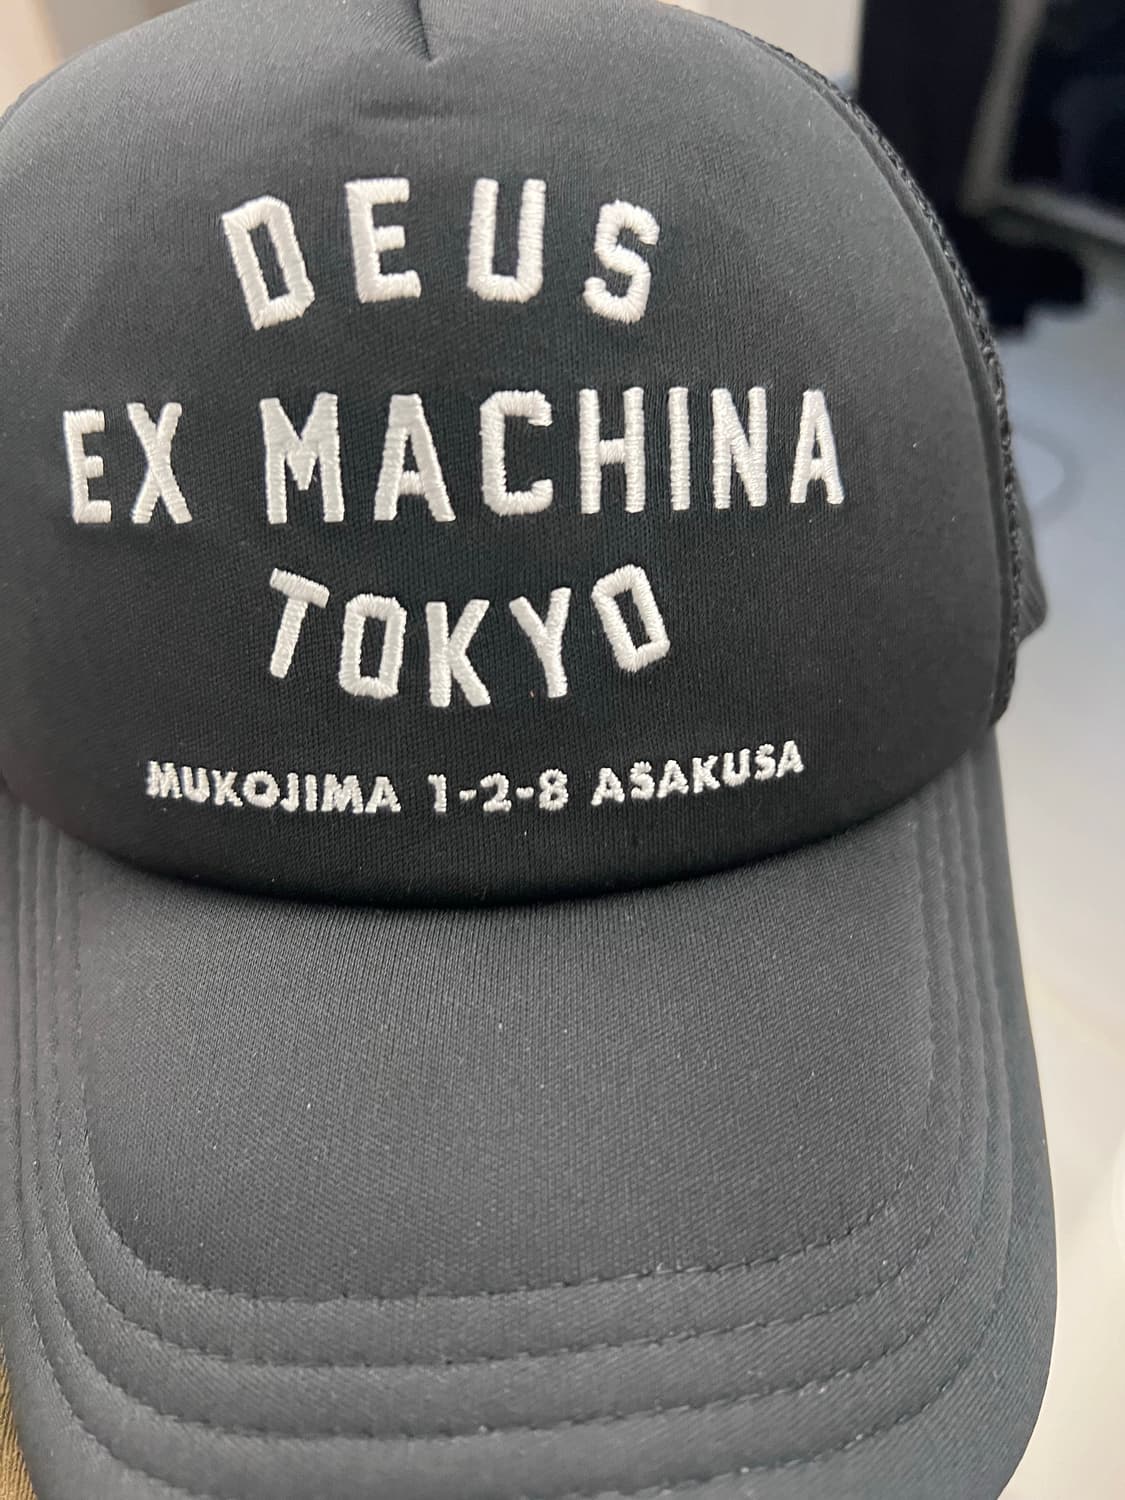 DEUS
EX MACHINA
TOKYO
MUKOJIMA 1-2-8 ASAKUSA